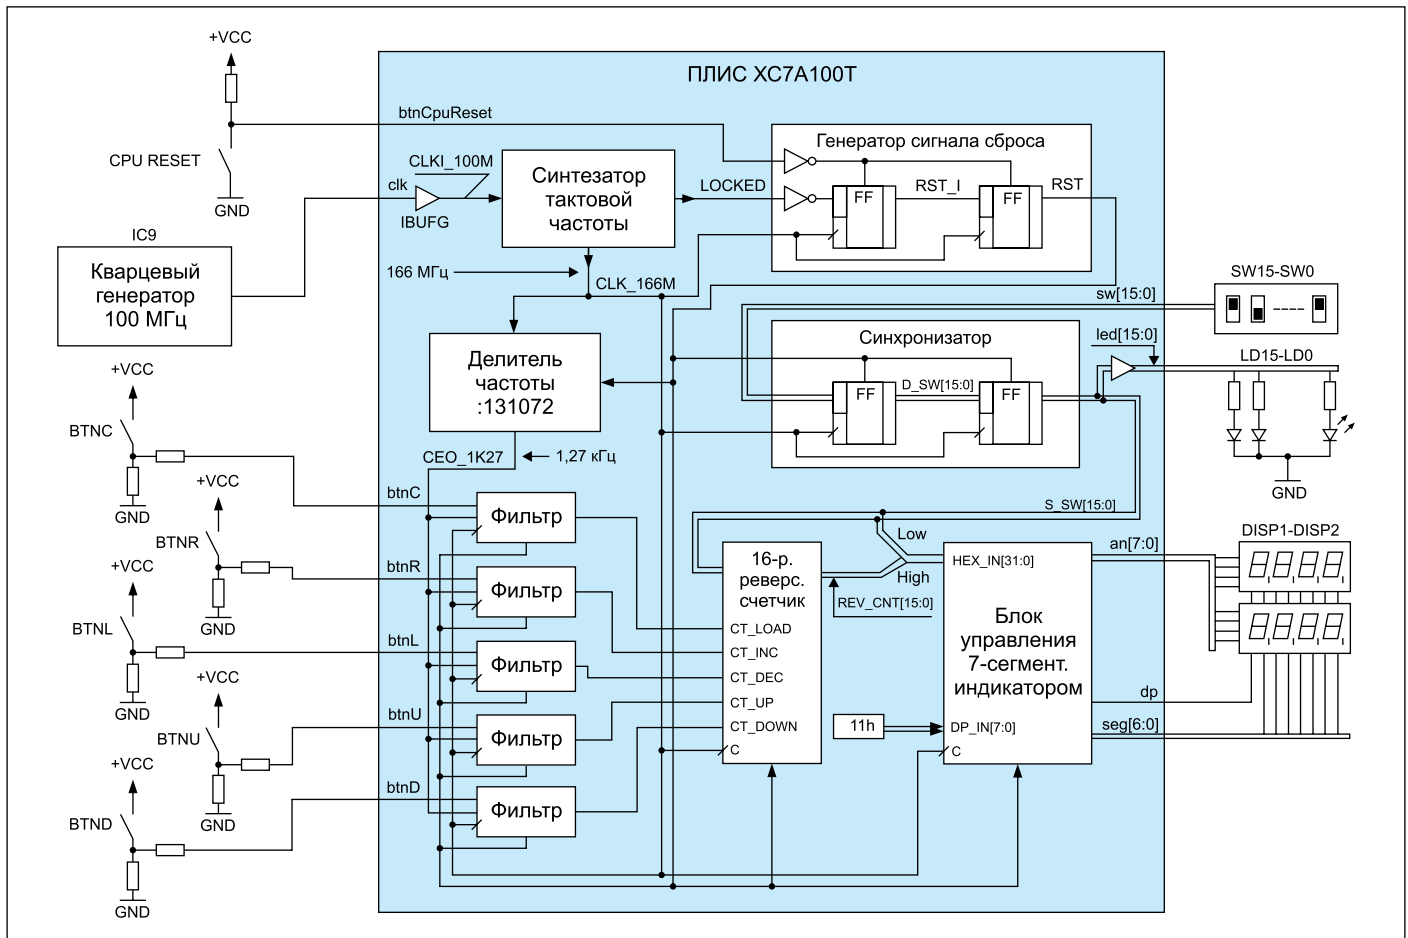 ПЛИС XC7A100T
+VCC
CPU RESET
GND
btnCpuReset
Генератор сигнала сброса
CLKI_100M
clk
IBUFG
Синтезатор
тактовой
частоты
LOCKED
FF
RST_I
FF
RST
IC9
Кварцевый
генератор
100 МГц
166 МГц
CLK_166M
SW15-SW0
sw[15:0]
led[15:0]
LD15-LD0
GND
Делитель
частоты
:131072
Синхронизатор
FF
D_SW[15:0]
FF
CEO_1K27
1,27 кГц
S_SW[15:0]
+VCC
BTNC
GND
btnC
Фильтр
+VCC
BTNR
GND
btnR
Фильтр
+VCC
BTNL
GND
btnL
Фильтр
+VCC
BTNU
GND
btnU
Фильтр
+VCC
BTND
GND
btnD
Фильтр
16-р.
реверс.
счетчик
CT_LOAD
CT_INC
CT_DEC
CT_UP
CT_DOWN
C
Low
High
REV_CNT[15:0]
11h
HEX_IN[31:0]
Блок
управления
7-сегмент.
индикатором
DP_IN[7:0]
C
DISP1-DISP2
an[7:0]
dp
seg[6:0]